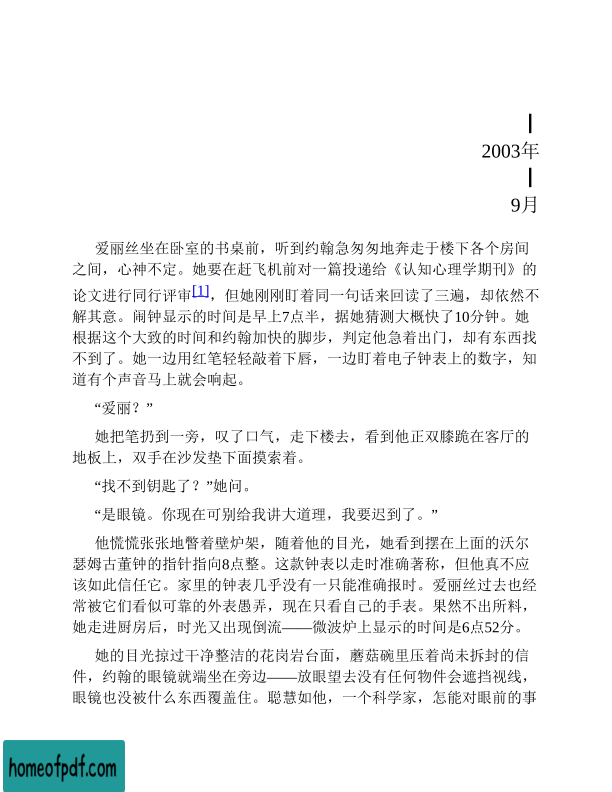 2003年
9月
爱丽丝坐在卧室的书桌前，听到约翰急匆匆地奔走于楼下各个房间
之间，心神不定。她要在赶飞机前对一篇投递给《认知心理学期刊》的
论文进行同行评审[1]，但她刚刚盯着同一句话来回读了三遍，却依然不
解其意。闹钟显示的时间是早上7点半，据她猜测大概快了10分钟。她
根据这个大致的时间和约翰加快的脚步，判定他急着出门，却有东西找
不到了。她一边用红笔轻轻敲着下唇，一边盯着电子钟表上的数字，知
道有个声音马上就会响起。
“爱丽？”
她把笔扔到一旁，叹了口气，走下楼去，看到他正双膝跪在客厅的
地板上，双手在沙发垫下面摸索着。
“找不到钥匙了？”她问。
“是眼镜。你现在可别给我讲大道理，我要迟到了。”
他慌慌张张地瞥着壁炉架，随着他的目光，她看到摆在上面的沃尔
瑟姆古董钟的指针指向8点整。这款钟表以走时准确著称，但他真不应
该如此信任它。家里的钟表几乎没有一只能准确报时。爱丽丝过去也经
常被它们看似可靠的外表愚弄，现在只看自己的手表。果然不出所料，
她走进厨房后，时光又出现倒流——微波炉上显示的时间是6点52分。
她的目光掠过干净整洁的花岗岩台面，蘑菇碗里压着尚未拆封的信
件，约翰的眼镜就端坐在旁边——放眼望去没有任何物件会遮挡视线，
眼镜也没被什么东西覆盖住。聪慧如他，一个科学家，怎能对眼前的事
homeofpdf.com